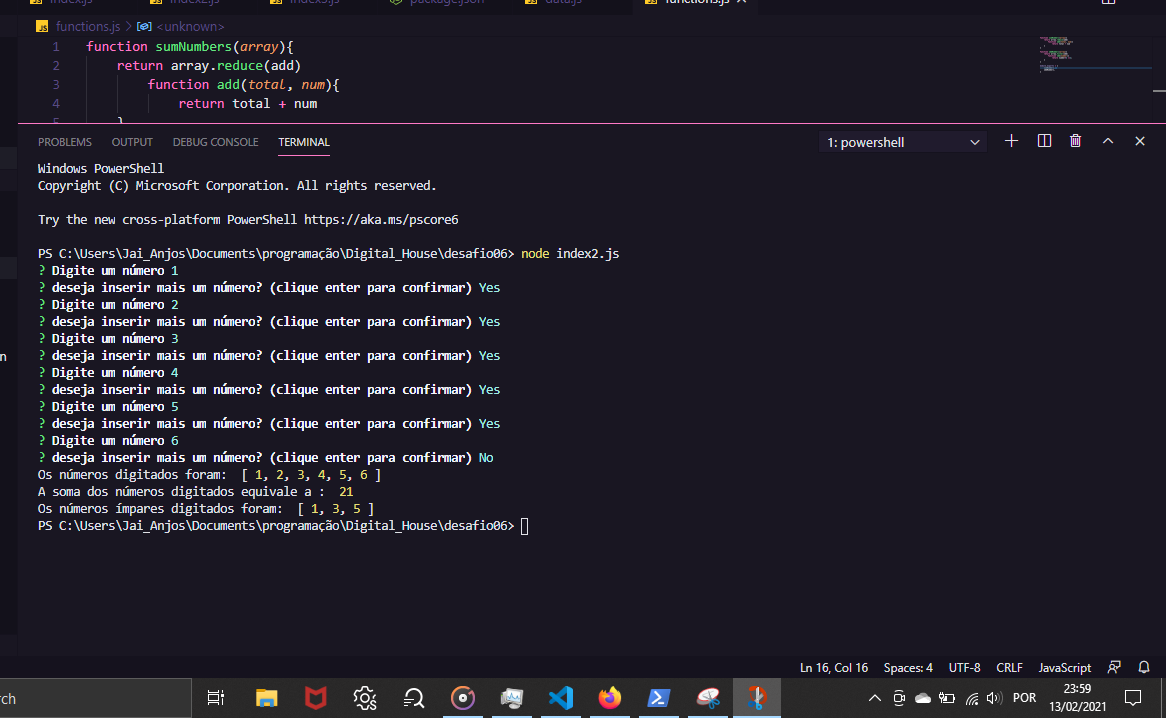 index.js index2.js index3.js package.json data.js functions.js
functions.js > <unknown>
1 function sumNumbers(array){
2 return array.reduce(add)
3 function add(total, num){
4 return total + num
5 }
PROBLEMS OUTPUT DEBUG CONSOLE TERMINAL 1: powershell
Windows PowerShell
Copyright (C) Microsoft Corporation. All rights reserved.
Try the new cross-platform PowerShell https://aka.ms/pscore6
PS C:\Users\Jai_Anjos\Documents\programação\Digital_House\desafio06> node index2.js
? Digite um número 1
? deseja inserir mais um número? (clique enter para confirmar) Yes
? Digite um número 2
? deseja inserir mais um número? (clique enter para confirmar) Yes
? Digite um número 3
? deseja inserir mais um número? (clique enter para confirmar) Yes
? Digite um número 4
? deseja inserir mais um número? (clique enter para confirmar) Yes
? Digite um número 5
? deseja inserir mais um número? (clique enter para confirmar) Yes
? Digite um número 6
? deseja inserir mais um número? (clique enter para confirmar) No
Os números digitados foram:  [ 1, 2, 3, 4, 5, 6 ]
A soma dos números digitados equivale a :  21
Os números ímpares digitados foram:  [ 1, 3, 5 ]
PS C:\Users\Jai_Anjos\Documents\programação\Digital_House\desafio06>
Ln 16, Col 16 Spaces: 4 UTF-8 CRLF JavaScript
rch POR 23:59
13/02/2021